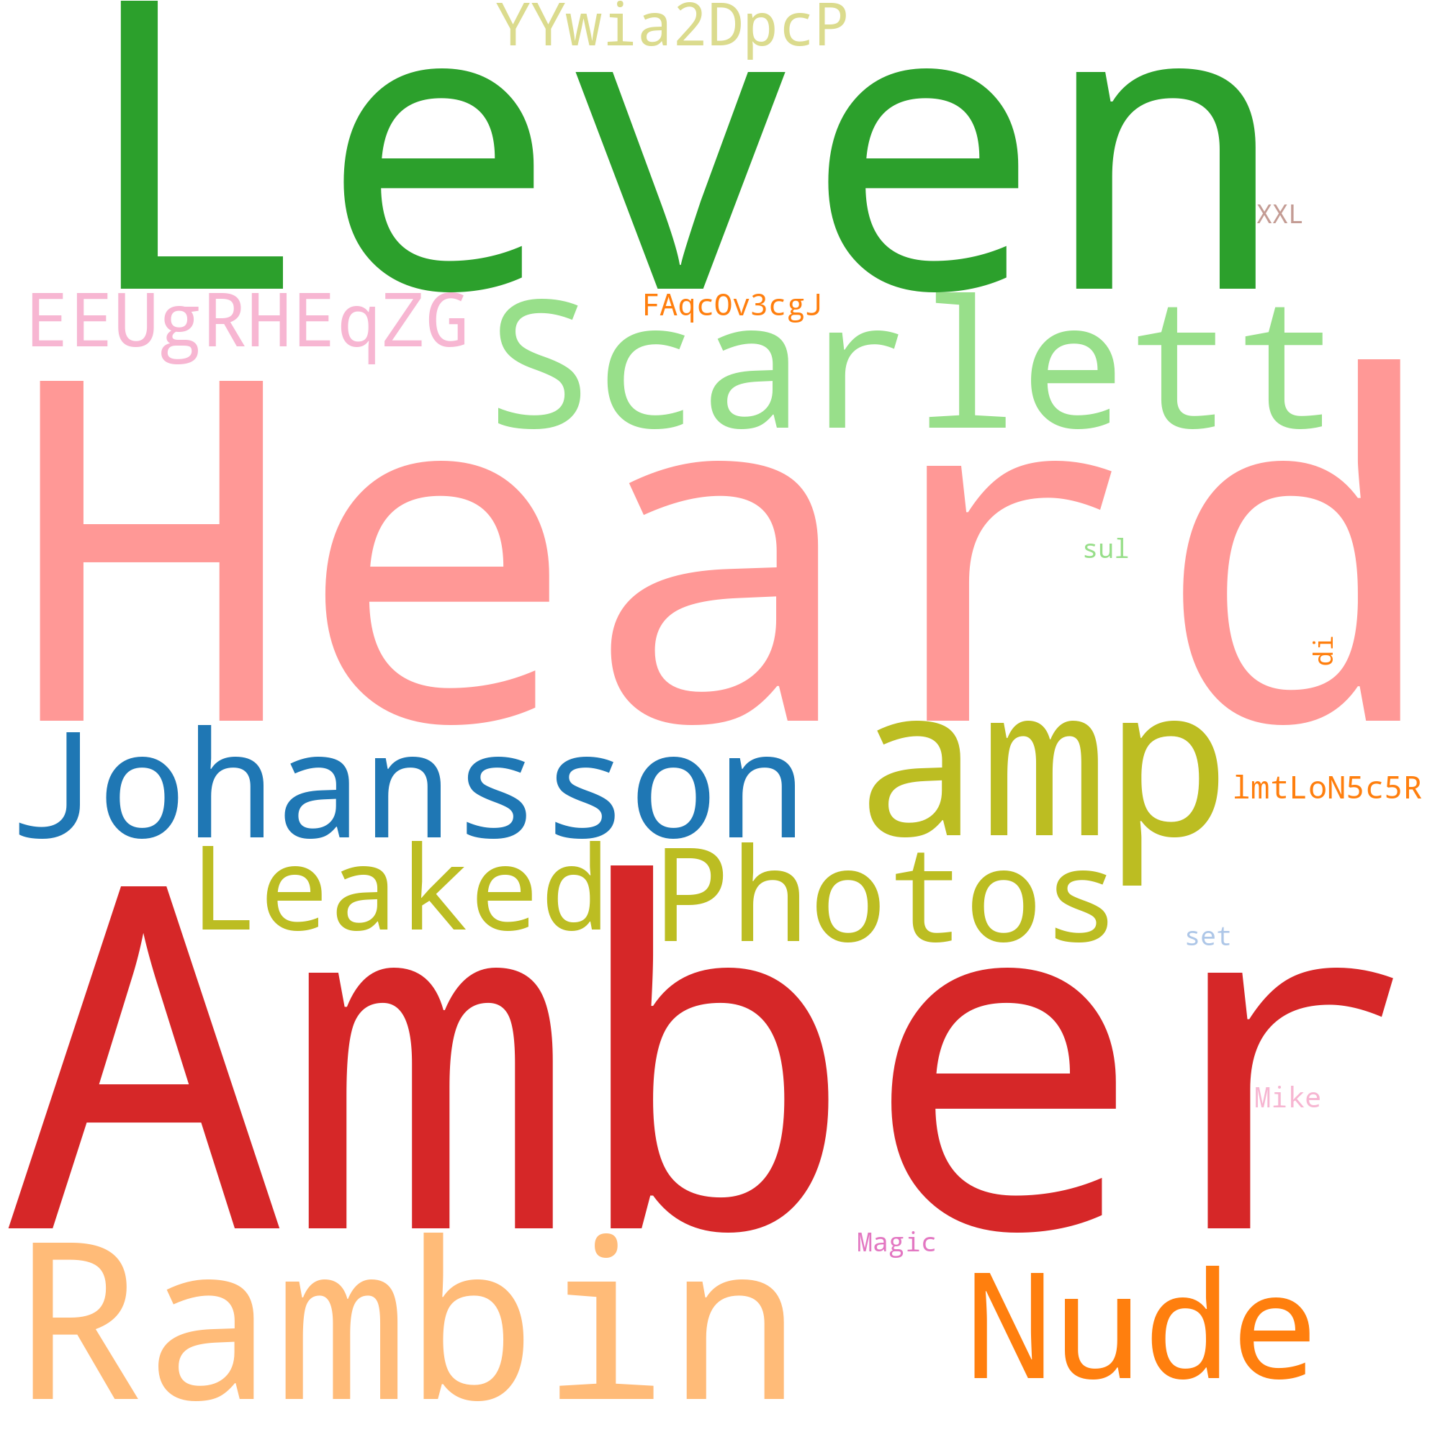 YYwia2DpcP
Leven
XXL
EEUgRHEqZG
FAqcOv3cgJ
Scarlett
Heard
sul
di
Johansson
amp
lmtLoN5c5R
Leaked Photos
set
Amber
Mike
Magic
Rambin
Nude